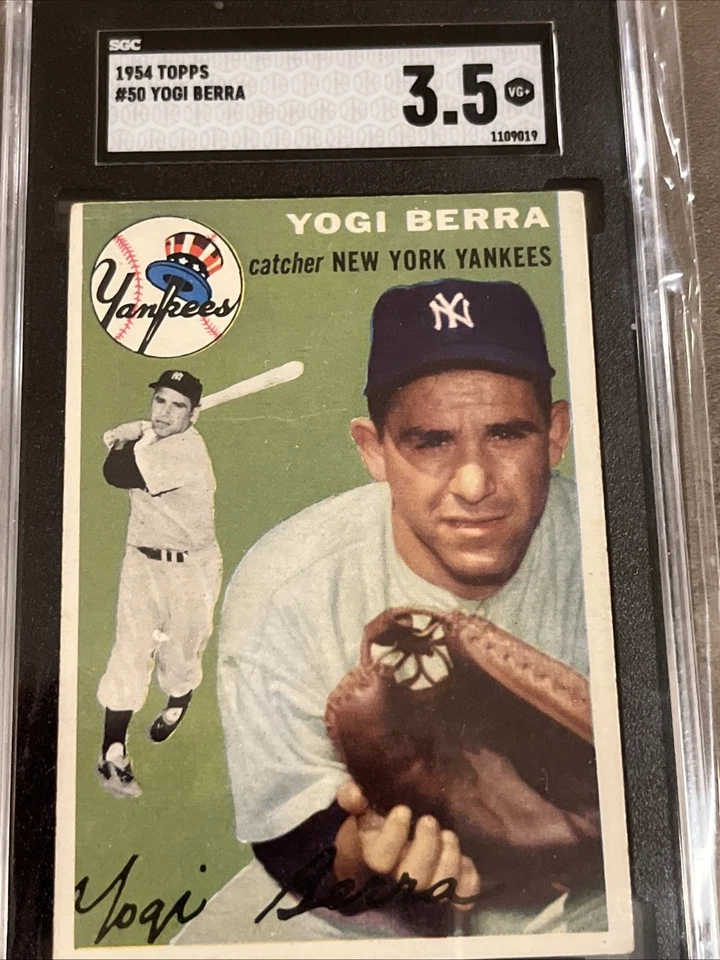 SGC
1954 TOPPS
#50 YOGI BERRA
3.5
VG+
1109019
YOGI BERRA
catcher NEW YORK YANKEES
Yankees
NY
NY
Yogi Berra